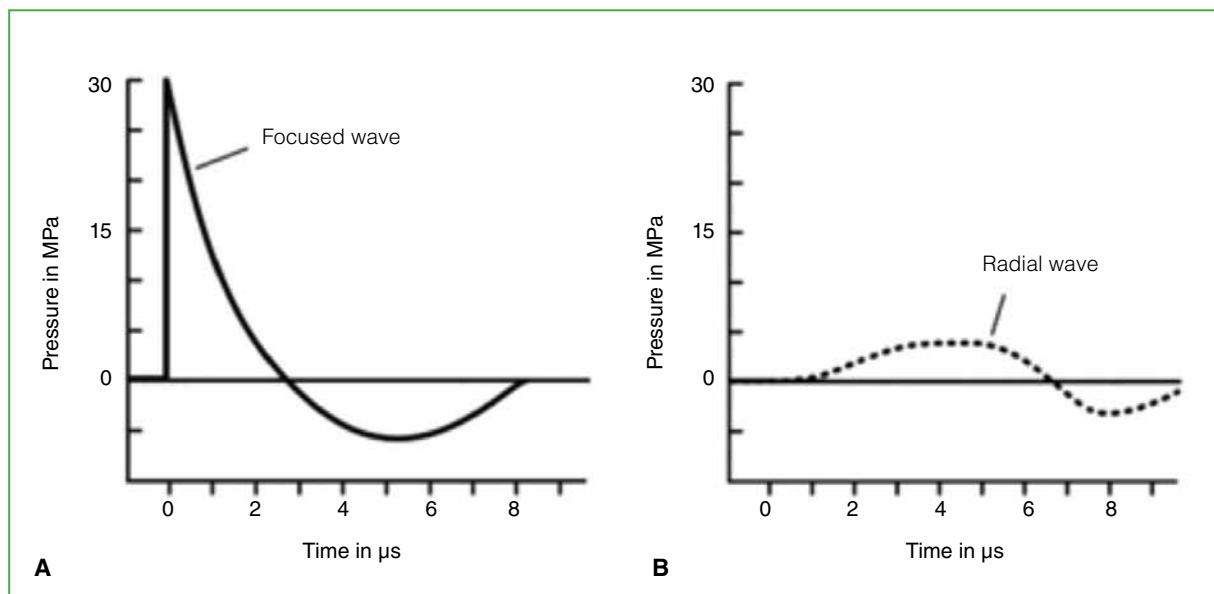 30
15
0
Pressure in MPa
Focused wave
0 2 4 6 8
Time in µs
A
30
15
0
Pressure in MPa
Radial wave
0 2 4 6 8
Time in µs
B